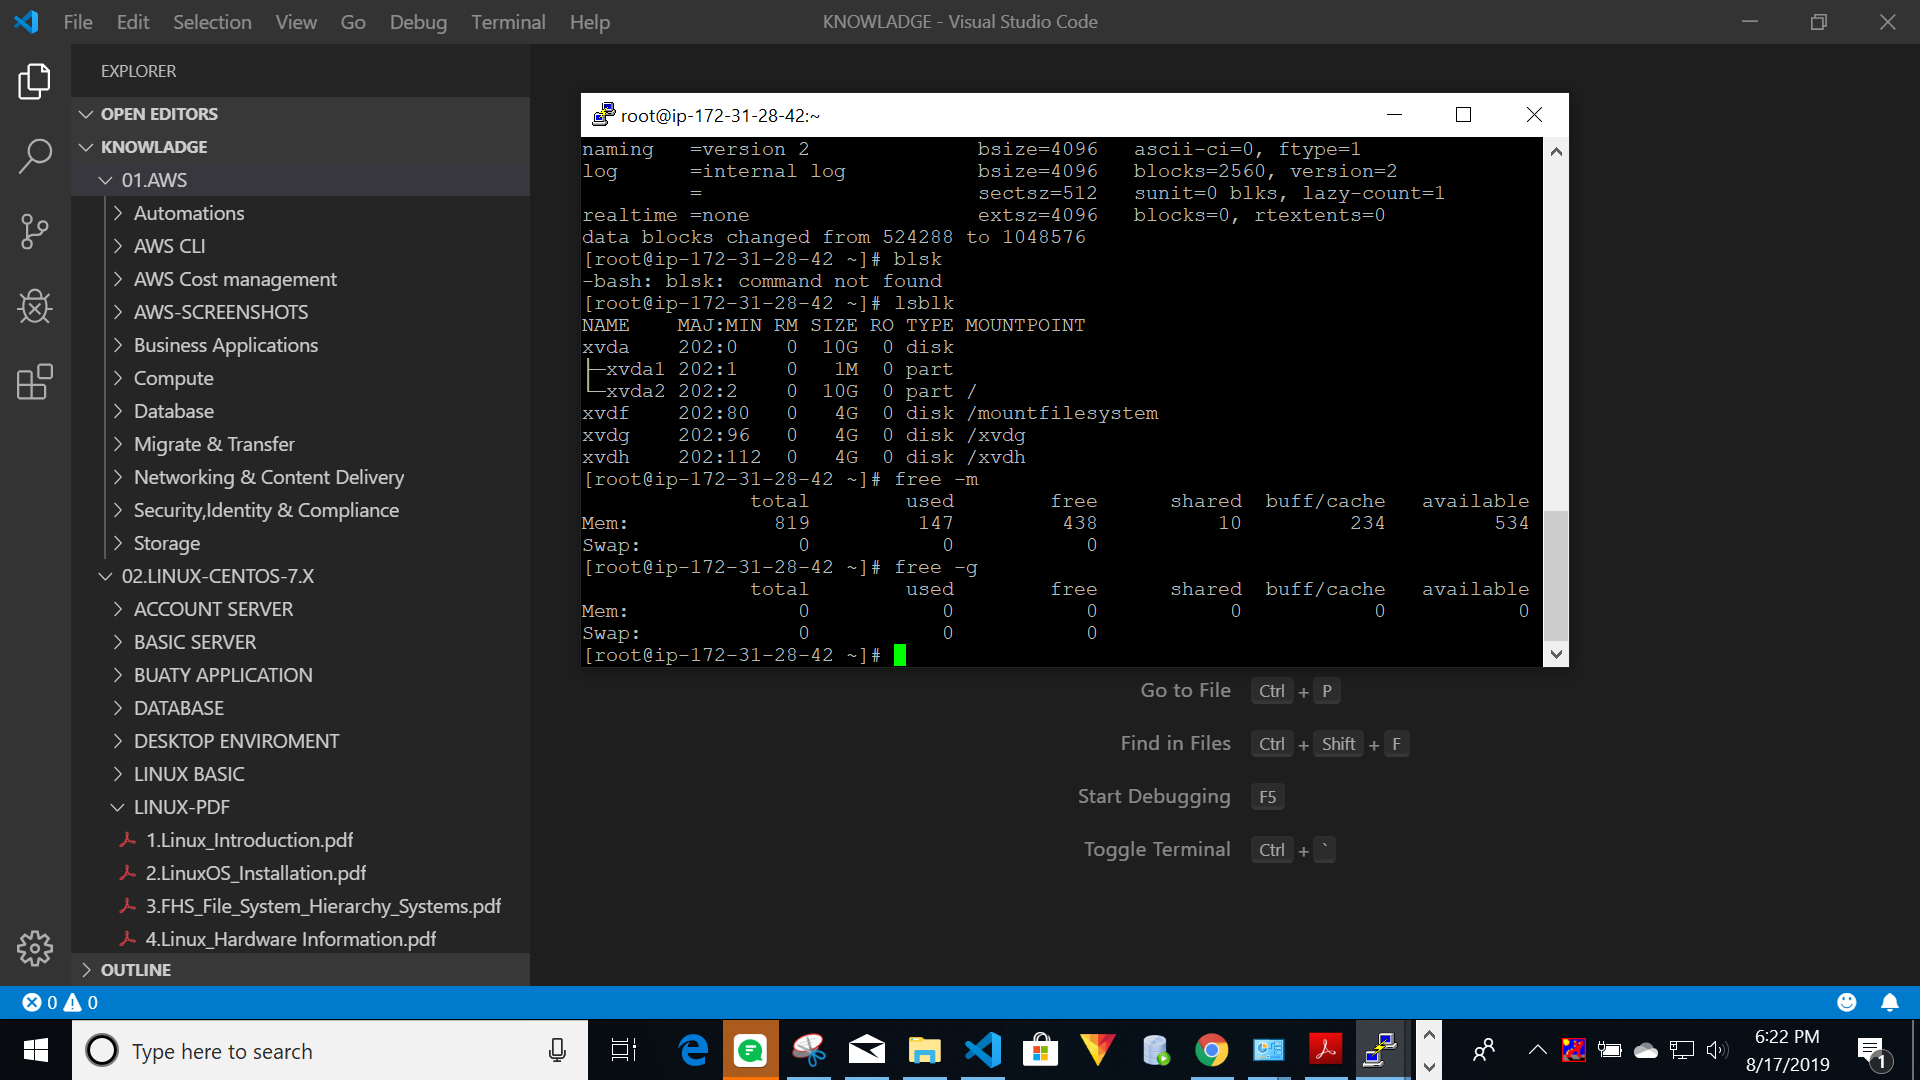 File Edit Selection View Go Debug Terminal Help
KNOWLADGE - Visual Studio Code
EXPLORER
OPEN EDITORS
KNOWLADGE
01.AWS
Automations
AWS CLI
AWS Cost management
AWS-SCREENSHOTS
Business Applications
Compute
Database
Migrate & Transfer
Networking & Content Delivery
Security,Identity & Compliance
Storage
02.LINUX-CENTOS-7.X
ACCOUNT SERVER
BASIC SERVER
BUATY APPLICATION
DATABASE
DESKTOP ENVIROMENT
LINUX BASIC
LINUX-PDF
1.Linux_Introduction.pdf
2.LinuxOS_Installation.pdf
3.FHS_File_System_Hierarchy_Systems.pdf
4.Linux_Hardware Information.pdf
OUTLINE
root@ip-172-31-28-42:~
naming   =version 2              bsize=4096   ascii-ci=0, ftype=1
log      =internal log           bsize=4096   blocks=2560, version=2
         =                       sectsz=512   sunit=0 blks, lazy-count=1
realtime =none                   extsz=4096   blocks=0, rtextents=0
data blocks changed from 524288 to 1048576
[root@ip-172-31-28-42 ~]# blsk
-bash: blsk: command not found
[root@ip-172-31-28-42 ~]# lsblk
NAME    MAJ:MIN RM SIZE RO TYPE MOUNTPOINT
xvda    202:0    0  10G  0 disk
├─xvda1 202:1    0   1M  0 part
└─xvda2 202:2    0  10G  0 part /
xvdf    202:80   0   4G  0 disk /mountfilesystem
xvdg    202:96   0   4G  0 disk /xvdg
xvdh    202:112  0   4G  0 disk /xvdh
[root@ip-172-31-28-42 ~]# free -m
              total        used        free      shared  buff/cache   available
Mem:            819         147         438          10         234         534
Swap:             0           0           0
[root@ip-172-31-28-42 ~]# free -g
              total        used        free      shared  buff/cache   available
Mem:              0           0           0           0           0           0
Swap:             0           0           0
[root@ip-172-31-28-42 ~]#
Go to File Ctrl + P
Find in Files Ctrl + Shift + F
Start Debugging F5
Toggle Terminal Ctrl + `
0 0
Type here to search
6:22 PM
8/17/2019
1